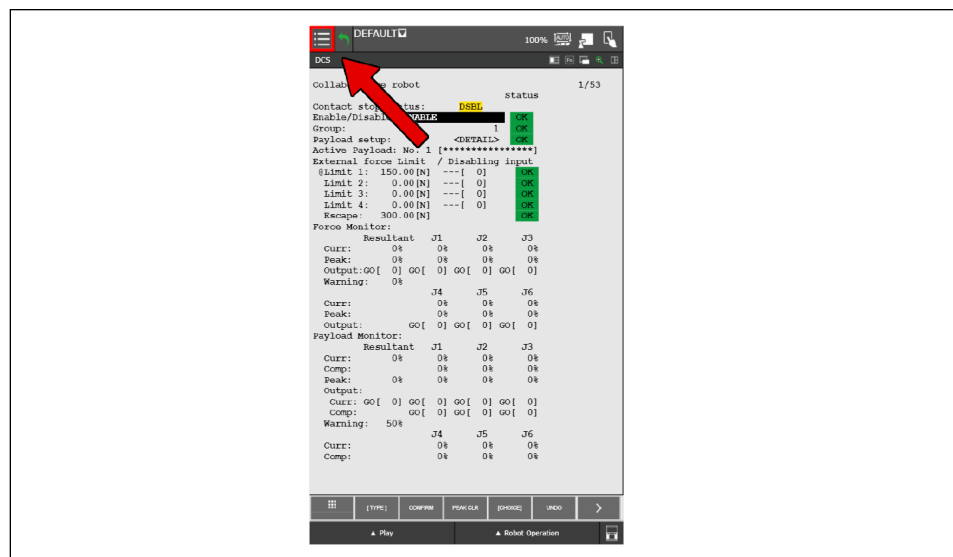 DEFAULT
100% AUTO
DCS
Fn
Collab e robot 1/53
status
Contact stop tus: DSBL
Enable/Disabl NABLE OK
Group: 1 OK
Payload setup: <DETAIL> OK
Active Payload: No. 1 [****************]
External force Limit / Disabling input
@Limit 1: 150.00[N] ---[ 0] OK
Limit 2: 0.00[N] ---[ 0] OK
Limit 3: 0.00[N] ---[ 0] OK
Limit 4: 0.00[N] ---[ 0] OK
Escape: 300.00[N] OK
Force Monitor:
Resultant J1 J2 J3
Curr: 0% 0% 0% 0%
Peak: 0% 0% 0% 0%
Output:GO[ 0] GO[ 0] GO[ 0] GO[ 0]
Warning: 0%
J4 J5 J6
Curr: 0% 0% 0%
Peak: 0% 0% 0%
Output: GO[ 0] GO[ 0] GO[ 0]
Payload Monitor:
Resultant J1 J2 J3
Curr: 0% 0% 0% 0%
Comp: 0% 0% 0%
Peak: 0% 0% 0% 0%
Output:
Curr: GO[ 0] GO[ 0] GO[ 0] GO[ 0]
Comp: GO[ 0] GO[ 0] GO[ 0]
Warning: 50%
J4 J5 J6
Curr: 0% 0% 0%
Comp: 0% 0% 0%
[TYPE] CONFIRM PEAK CLR [CHOICE] UNDO >
▲ Play ▲ Robot Operation